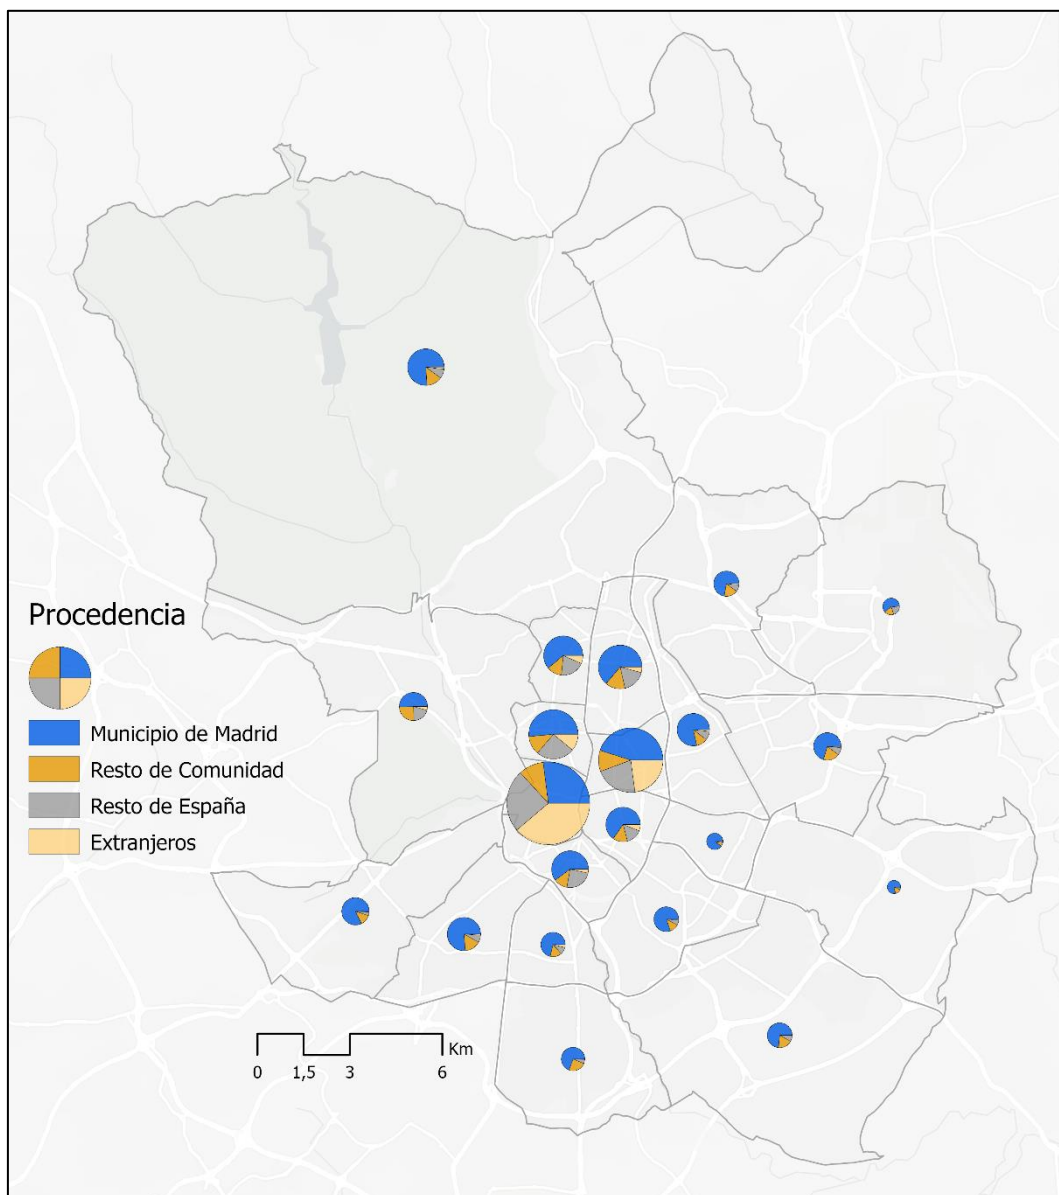 Procedencia
Municipio de Madrid
Resto de Comunidad
Resto de España
Extranjeros
Km
0 1,5 3 6